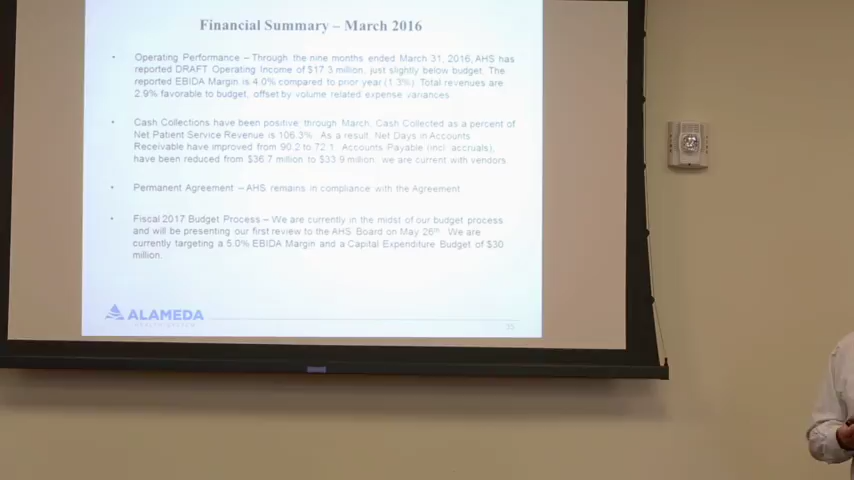 Financial Summary – March 2016
• Operating Performance – Through the nine months ended March 31, 2016, AHS has
reported DRAFT Operating Income of $17.3 million, just slightly below budget. The
reported EBIDA Margin is 4.0% compared to prior year (1.3%). Total revenues are
2.9% favorable to budget, offset by volume related expense variances.
• Cash Collections have been positive through March. Cash Collected as a percent of
Net Patient Service Revenue is 106.3%. As a result, Net Days in Accounts
Receivable have improved from 90.2 to 72.1. Accounts Payable (incl. accruals),
have been reduced from $36.7 million to $33.9 million, we are current with vendors.
• Permanent Agreement – AHS remains in compliance with the Agreement
• Fiscal 2017 Budget Process – We are currently in the midst of our budget process
and will be presenting our first review to the AHS Board on May 26th. We are
currently targeting a 5.0% EBIDA Margin and a Capital Expenditure Budget of $30
million.
ALAMEDA
HEALTH SYSTEM
35